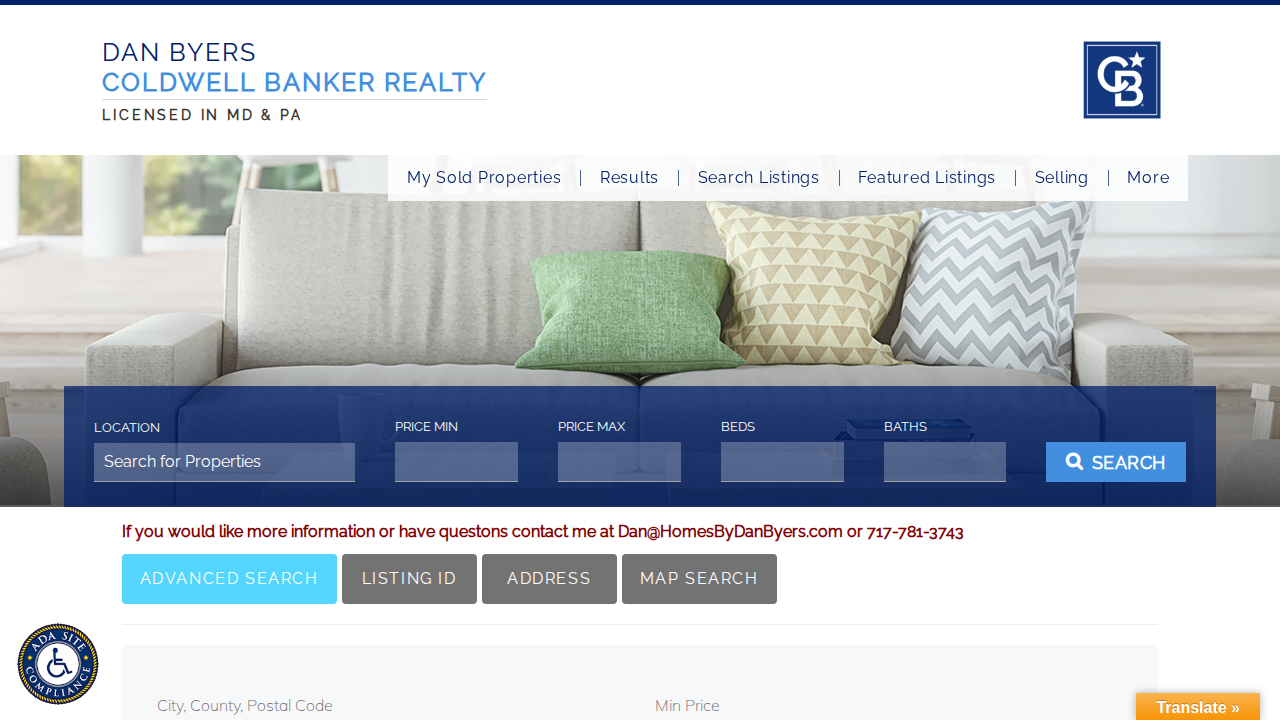 DAN BYERS
COLDWELL BANKER REALTY
LICENSED IN MD & PA
CB
My Sold Properties | Results | Search Listings | Featured Listings | Selling | More
LOCATION PRICE MIN PRICE MAX BEDS BATHS
Search for Properties SEARCH
If you would like more information or have questons contact me at Dan@HomesByDanByers.com or 717-781-3743
ADVANCED SEARCH LISTING ID ADDRESS MAP SEARCH
ADA SITE
COMPLIANCE
City, County, Postal Code Min Price
Translate »